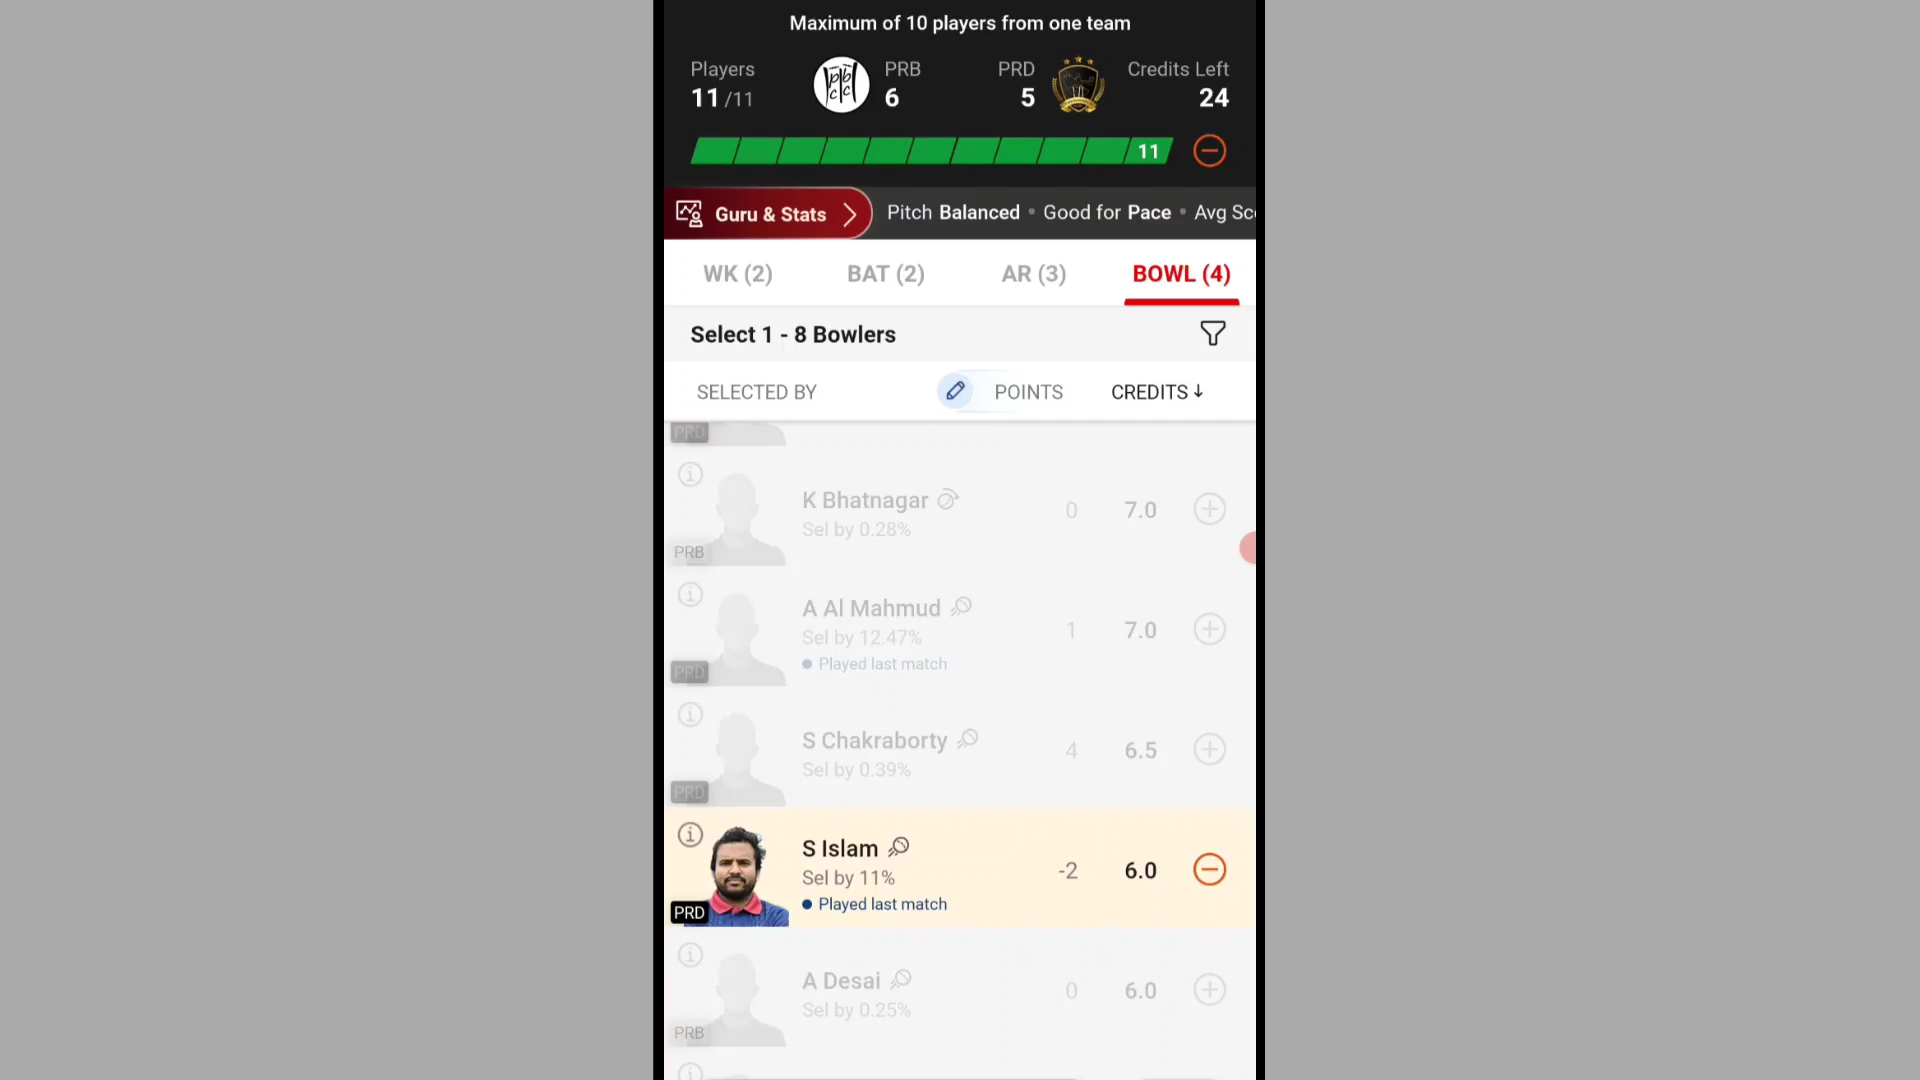 Maximum of 10 players from one team
Players PRB PRD Credits Left
11 /11 6 5 24
pb
cc
11
Guru & Stats Pitch Balanced • Good for Pace • Avg Sc
WK (2) BAT (2) AR (3) BOWL (4)
Select 1 - 8 Bowlers
SELECTED BY POINTS CREDITS ↓
PRD
K Bhatnagar 0 7.0
Sel by 0.28%
PRB
A Al Mahmud 1 7.0
Sel by 12.47%
• Played last match
PRD
S Chakraborty 4 6.5
Sel by 0.39%
PRD
S Islam -2 6.0
Sel by 11%
• Played last match
PRD
A Desai 0 6.0
Sel by 0.25%
PRB